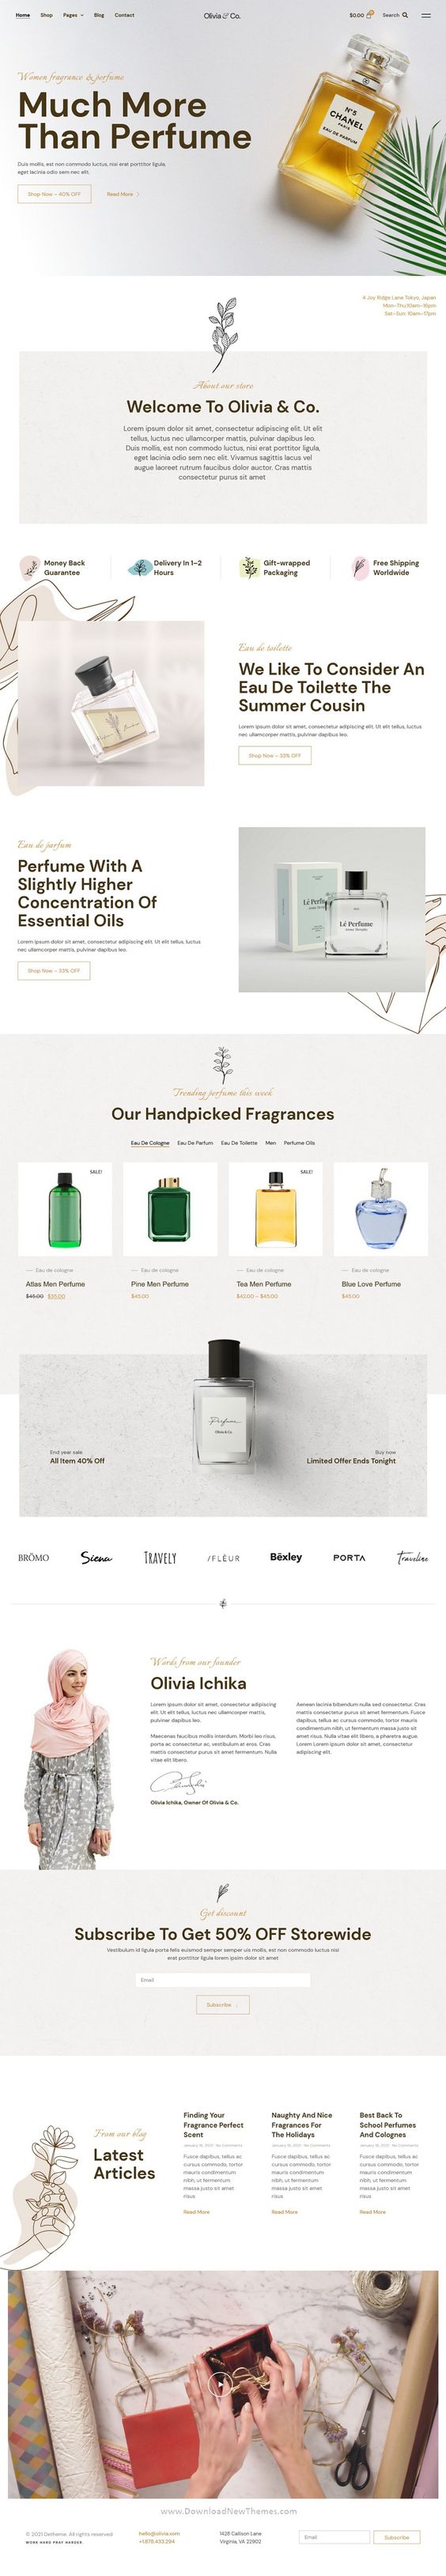 Home Shop Pages Blog Contact
Olivia & Co.
$0.00
Search
Women fragrance & perfume
Much More
Than Perfume
Duis mollis, est non commodo luctus, nisi erat porttitor ligula,
eget lacinia odio sem nec elit.
Shop Now – 40% OFF
Read More
N°5
CHANEL
PARIS
EAU DE PARFUM
4 Joy Ridge Lane Tokyo, Japan
Mon–Thu:10am–16pm
Sat–Sun: 10am–17pm
About our store
Welcome To Olivia & Co.
Lorem ipsum dolor sit amet, consectetur adipiscing elit. Ut elit
tellus, luctus nec ullamcorper mattis, pulvinar dapibus leo.
Duis mollis, est non commodo luctus, nisi erat porttitor ligula,
eget lacinia odio sem nec elit. Vivamus sagittis lacus vel
augue laoreet rutrum faucibus dolor auctor. Cras mattis
consectetur purus sit amet
Money Back
Guarantee
Delivery In 1–2
Hours
Gift-wrapped
Packaging
Free Shipping
Worldwide
Eau de toilette
We Like To Consider An
Eau De Toilette The
Summer Cousin
Lorem ipsum dolor sit amet, consectetur adipiscing elit. Ut elit tellus, luctus
nec ullamcorper mattis, pulvinar dapibus leo.
Shop Now – 33% OFF
Eau de parfum
Perfume With A
Slightly Higher
Concentration Of
Essential Oils
Lorem ipsum dolor sit amet, consectetur adipiscing elit. Ut elit tellus, luctus
nec ullamcorper mattis, pulvinar dapibus leo.
Shop Now – 33% OFF
Lé Perfume
Lé Perfume
Trending perfume this week
Our Handpicked Fragrances
Eau De Cologne Eau De Parfum Eau De Toilette Men Perfume Oils
SALE!
SALE!
Eau de cologne
Atlas Men Perfume
$45.00 $35.00
Eau de cologne
Pine Men Perfume
$45.00
Eau de cologne
Tea Men Perfume
$43.00 – $45.00
Eau de cologne
Blue Love Perfume
$45.00
Perfume
Olivia & Co.
End year sale
All Item 40% Off
Buy now
Limited Offer Ends Tonight
BRŌMO
Siena
TRAVELY
/FLËUR
Bëxley
PORTA
Traveline
Words from our founder
Olivia Ichika
Lorem ipsum dolor sit amet, consectetur adipiscing
elit. Ut elit tellus, luctus nec ullamcorper mattis,
pulvinar dapibus leo.
Maecenas faucibus mollis interdum. Morbi leo risus,
porta ac consectetur ac, vestibulum at eros. Cras
mattis consectetur purus sit amet fermentum. Nulla
vitae elit libero.
Aenean lacinia bibendum nulla sed consectetur. Cras
mattis consectetur purus sit amet fermentum. Fusce
dapibus, tellus ac cursus commodo, tortor mauris
condimentum nibh, ut fermentum massa justo sit
amet risus. Nulla vitae elit libero, a pharetra augue.
Lorem Lorem ipsum dolor sit amet, consectetur
adipiscing elit.
Olivia Ichika, Owner Of Olivia & Co.
Get discount
Subscribe To Get 50% OFF Storewide
Vestibulum id ligula porta felis euismod semper semper uis mollis, est non commodo luctus nisi
erat porttitor ligula lorem ipsim dolor sit amet
Email
Subscribe
From our blog
Latest
Articles
Finding Your
Fragrance Perfect
Scent
No Comments
Fusce dapibus, tellus ac
cursus commodo, tortor
mauris condimentum
nibh, ut fermentum
massa justo sit amet
risus
Read More
Naughty And Nice
Fragrances For
The Holidays
No Comments
Fusce dapibus, tellus ac
cursus commodo, tortor
mauris condimentum
nibh, ut fermentum
massa justo sit amet
risus
Read More
Best Back To
School Perfumes
And Colognes
No Comments
Fusce dapibus, tellus ac
cursus commodo, tortor
mauris condimentum
nibh, ut fermentum
massa justo sit amet
risus
Read More
www.DownloadNewThemes.com
© 2021 Detheme. All rights reserved
WORK HARD PRAY HARDER
hello@olivia.com
+1.878.433.284
1428 Callison Lane
Virginia, VA 22902
Email
Subscribe